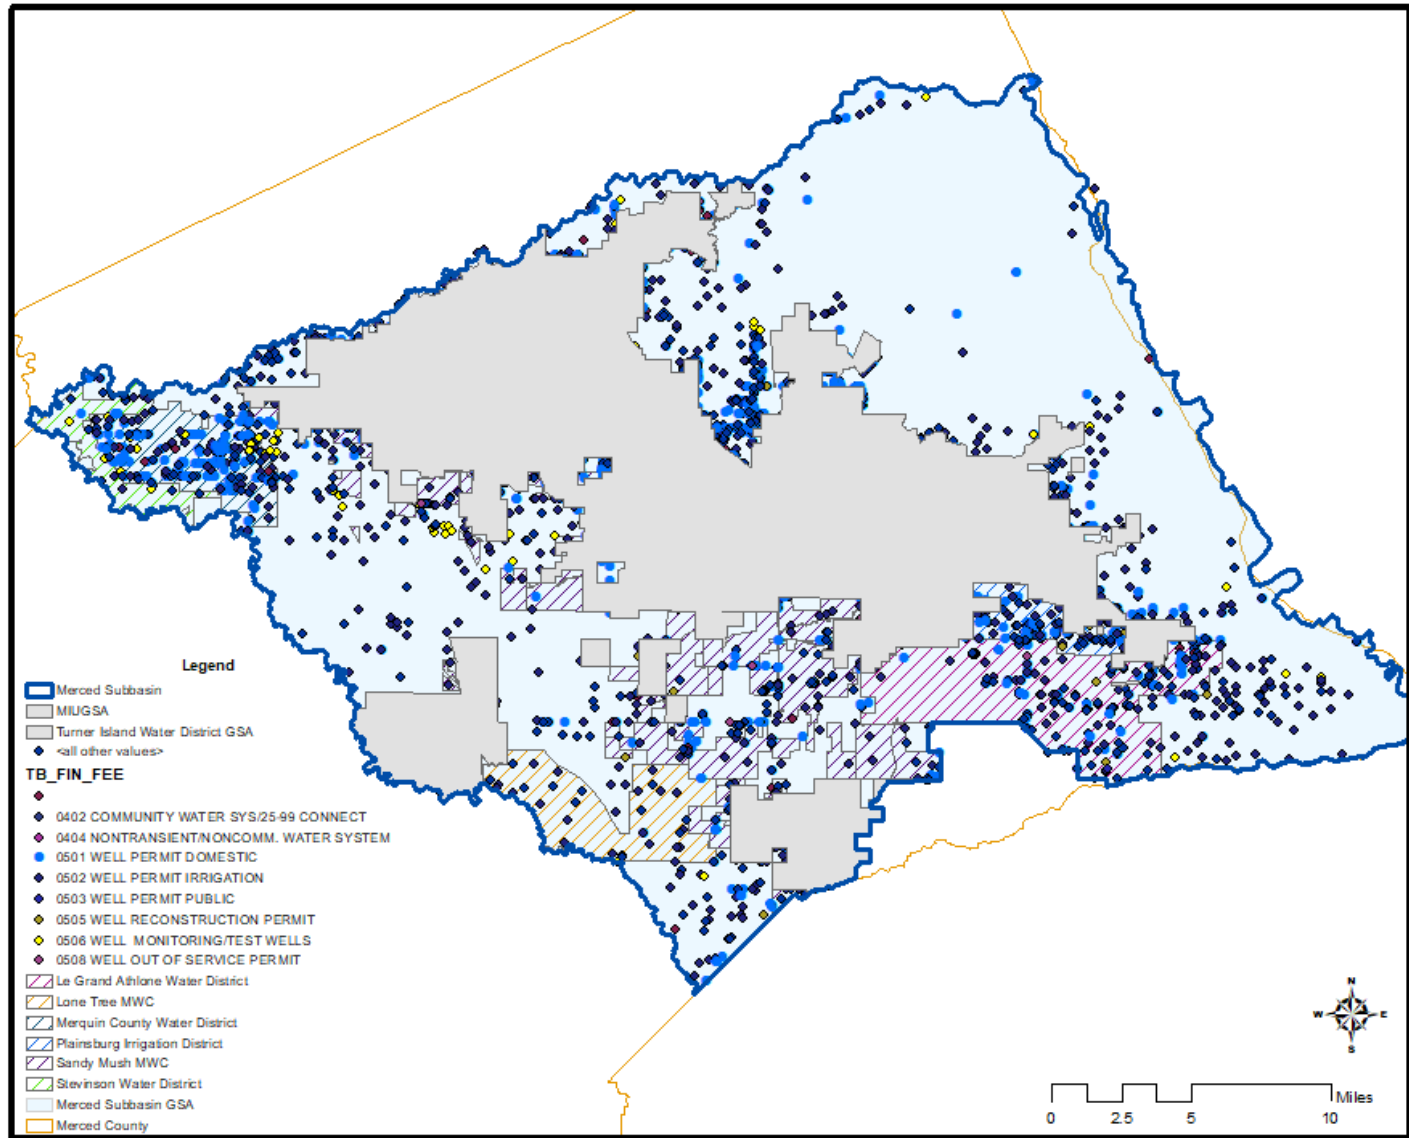 Legend
Merced Subbasin
MIUGSA
Turner Island Water District GSA
<all other values>
TB_FIN_FEE
0402 COMMUNITY WATER SYS/25-99 CONNECT
0404 NONTRANSIENT/NONCOMM. WATER SYSTEM
0501 WELL PERMIT DOMESTIC
0502 WELL PERMIT IRRIGATION
0503 WELL PERMIT PUBLIC
0505 WELL RECONSTRUCTION PERMIT
0506 WELL MONITORING/TEST WELLS
0508 WELL OUT OF SERVICE PERMIT
Le Grand Athlone Water District
Lone Tree MWC
Merquin County Water District
Plainsburg Irrigation District
Sandy Mush MWC
Stevinson Water District
Merced Subbasin GSA
Merced County
N
W E
S
Miles
0 2.5 5 10